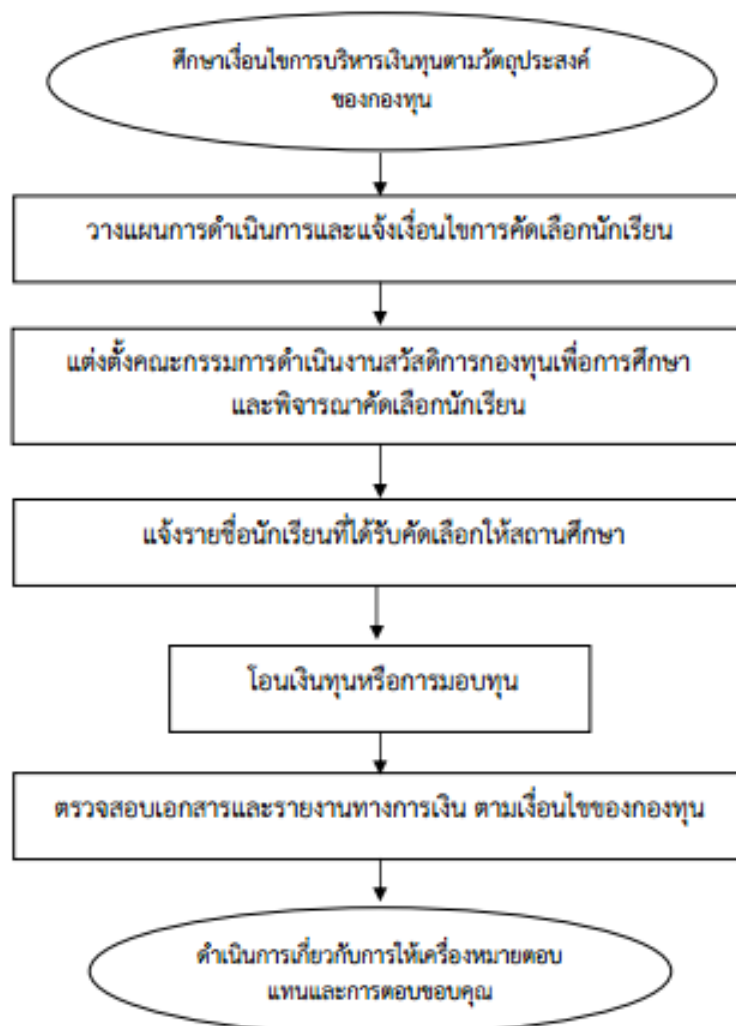 ศึกษาเงื่อนไขการบริหารเงินทุนตามวัตถุประสงค์
ของกองทุน
วางแผนการดำเนินการและแจ้งเงื่อนไขการคัดเลือกนักเรียน
แต่งตั้งคณะกรรมการดำเนินงานสวัสดิการกองทุนเพื่อการศึกษา
และพิจารณาคัดเลือกนักเรียน
แจ้งรายชื่อนักเรียนที่ได้รับคัดเลือกให้สถานศึกษา
โอนเงินทุนหรือการมอบทุน
ตรวจสอบเอกสารและรายงานทางการเงิน ตามเงื่อนไขของกองทุน
ดำเนินการเกี่ยวกับการให้เครื่องหมายตอบ
แทนและการตอบขอบคุณ